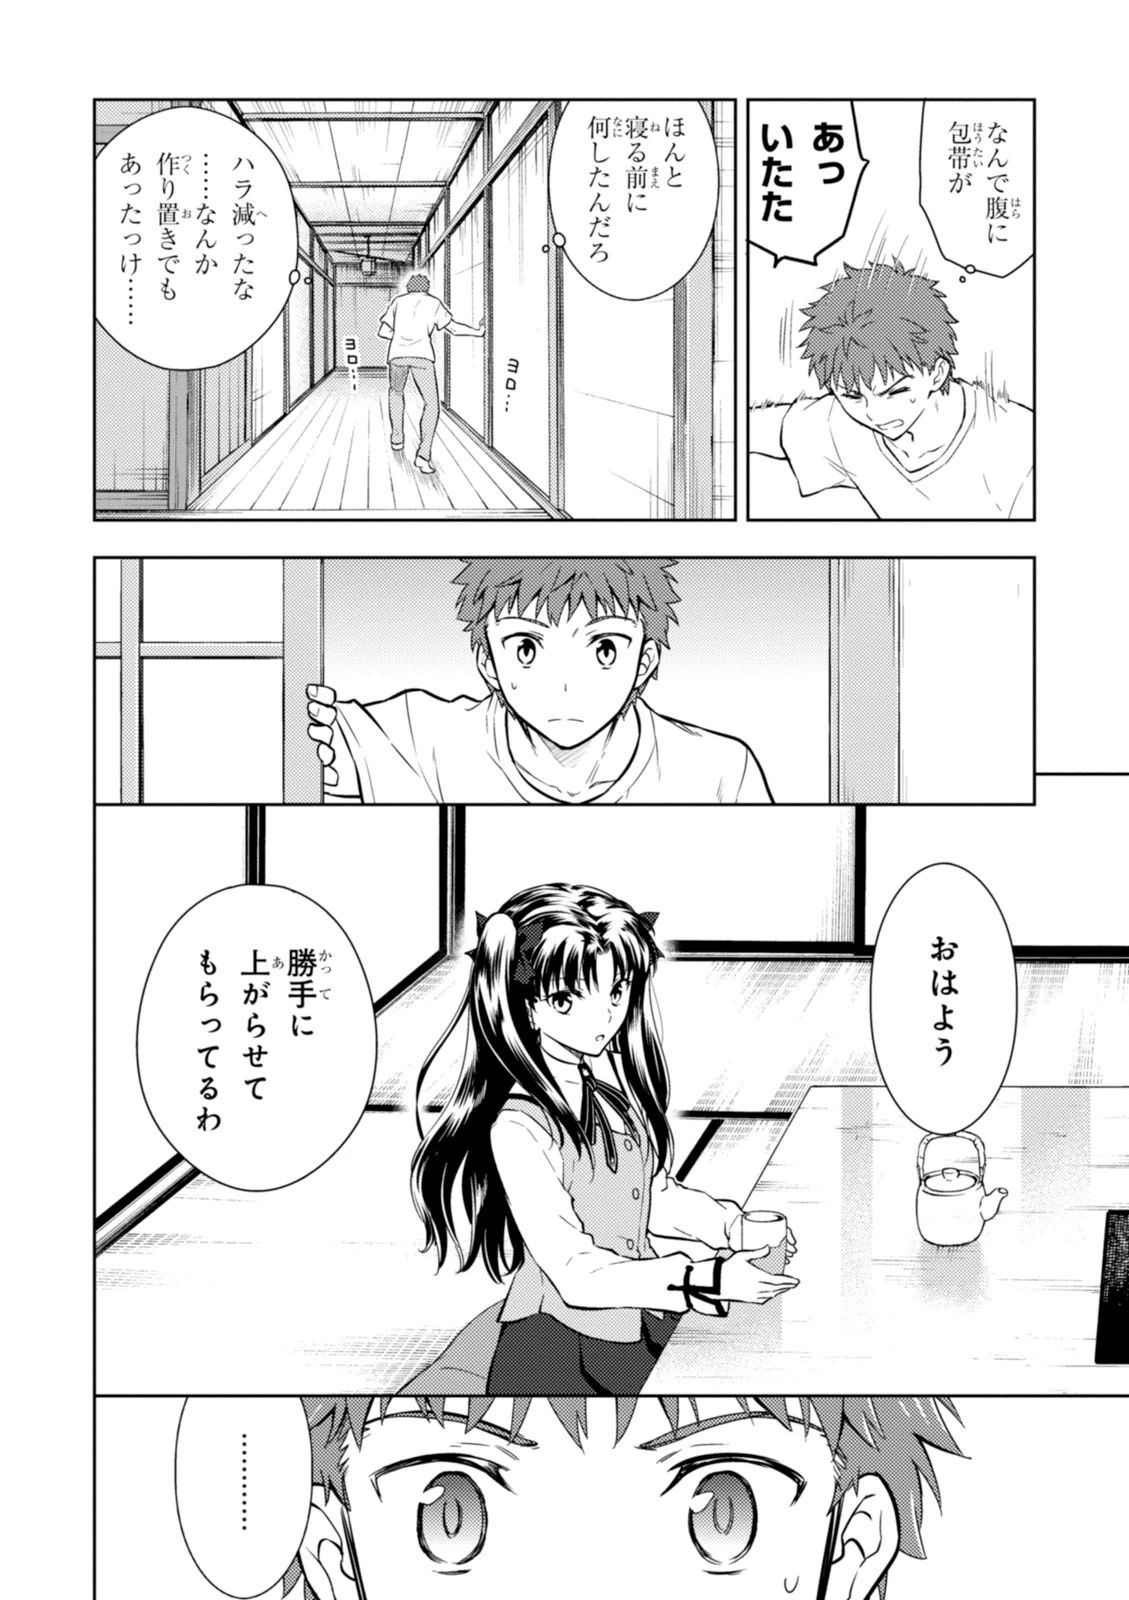 なんで腹に
包帯が
あっ
いたた
ほんと
寝る前に
何したんだろ
ヨロ…
ヨロ…
ハラ減ったな
……なんか
作り置きでも
あったっけ……
おはよう
勝手に
上がらせて
もらってるわ
…………